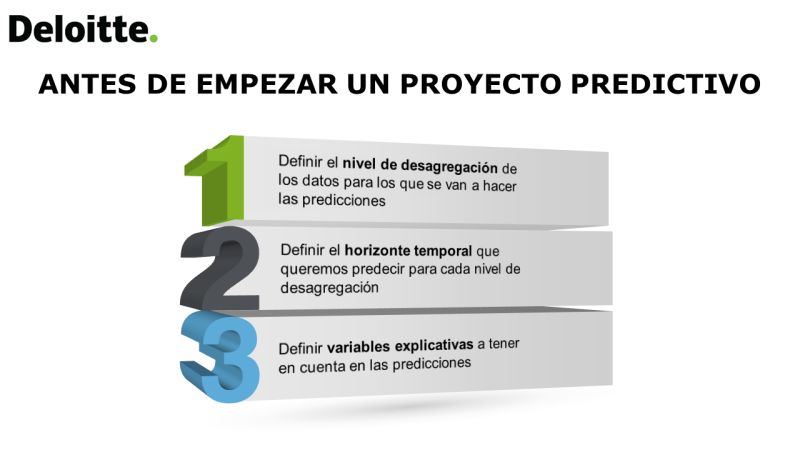 Deloitte.
ANTES DE EMPEZAR UN PROYECTO PREDICTIVO
1
Definir el nivel de desagregación de
los datos para los que se van a hacer
las predicciones
2
Definir el horizonte temporal que
queremos predecir para cada nivel de
desagregación
3
Definir variables explicativas a tener
en cuenta en las predicciones